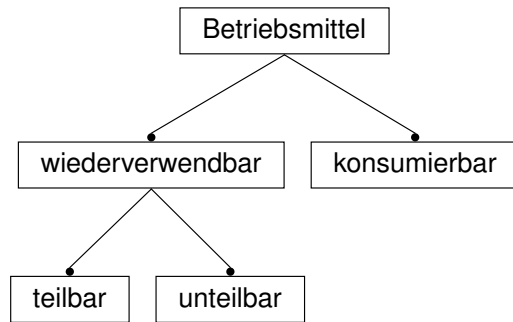 Betriebsmittel
wiederverwendbar
konsumierbar
teilbar
unteilbar